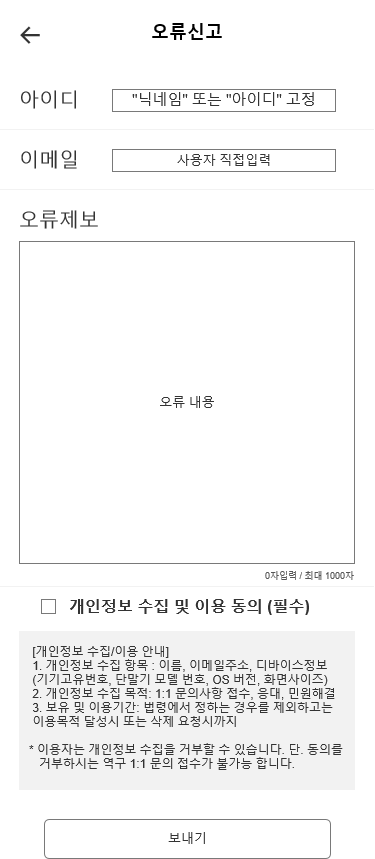 오류신고
아이디
"닉네임" 또는 "아이디" 고정
이메일
사용자 직접입력
오류제보
오류 내용
0자입력 / 최대 1000자
개인정보 수집 및 이용 동의 (필수)
[개인정보 수집/이용 안내]
1. 개인정보 수집 항목 : 이름, 이메일주소, 디바이스정보
(기기고유번호, 단말기 모델 번호, OS 버전, 화면사이즈)
2. 개인정보 수집 목적: 1:1 문의사항 접수, 응대, 민원해결
3. 보유 및 이용기간: 법령에서 정하는 경우를 제외하고는
이용목적 달성시 또는 삭제 요청시까지
* 이용자는 개인정보 수집을 거부할 수 있습니다. 단. 동의를
거부하시는 역구 1:1 문의 접수가 불가능 합니다.
보내기